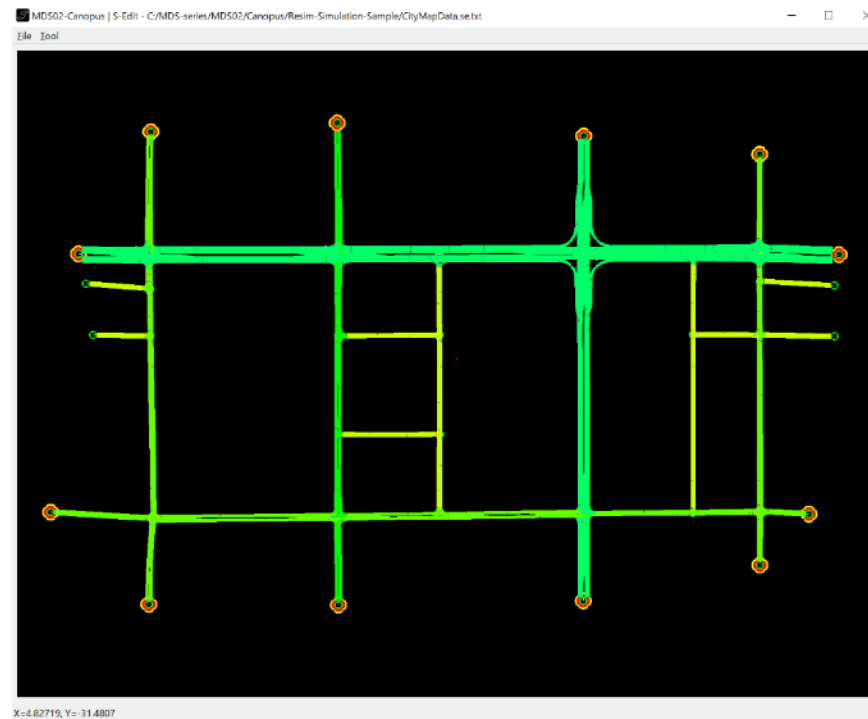 MDS02-Canopus | S-Edit - C:/MDS-series/MDS02/Canopus/Resim-Simulation-Sample/CityMapData.se.txt
File Tool
X=4.82719, Y=-31.4807